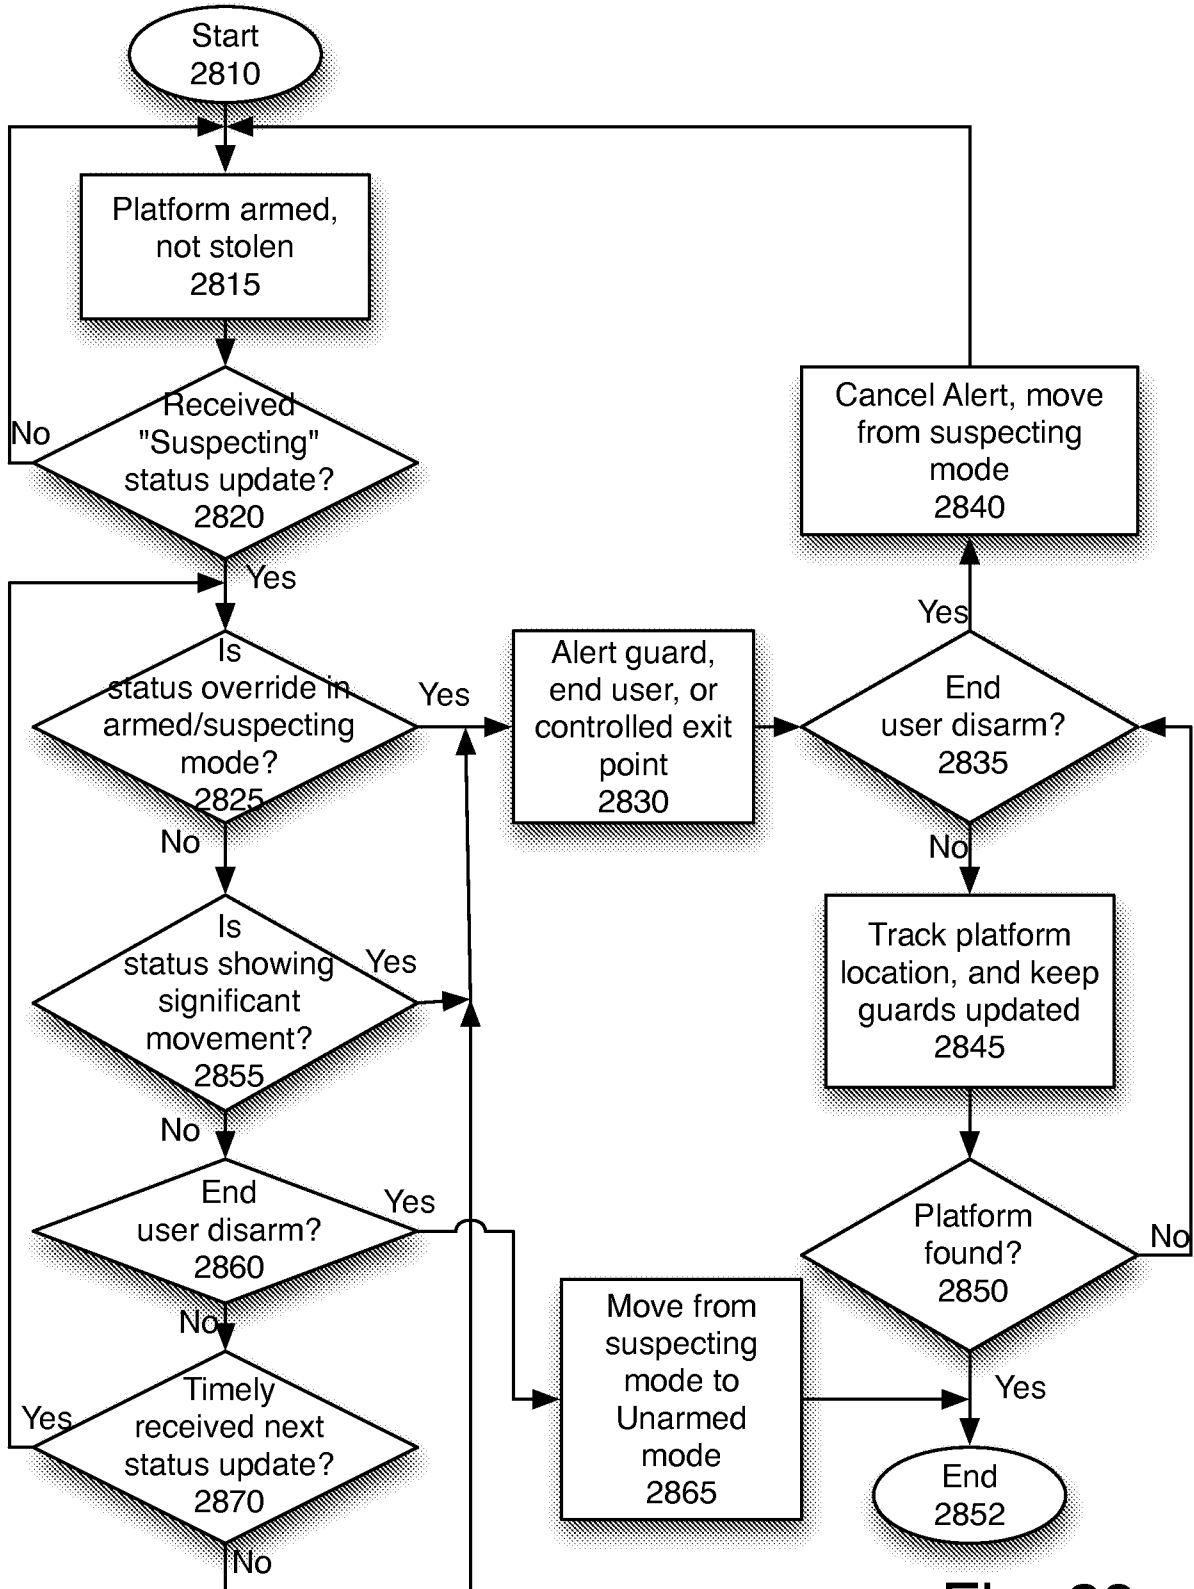 Start
2810
Platform armed,
not stolen
2815
Received
"Suspecting"
status update?
2820
No
Yes
Is
status override in
armed/suspecting
mode?
2825
Yes
No
Alert guard,
end user, or
controlled exit
point
2830
End
user disarm?
2835
Yes
No
Cancel Alert, move
from suspecting
mode
2840
Track platform
location, and keep
guards updated
2845
Platform
found?
2850
No
Yes
Is
status showing
significant
movement?
2855
Yes
No
End
user disarm?
2860
Yes
No
Move from
suspecting
mode to
Unarmed
mode
2865
Timely
received next
status update?
2870
Yes
No
End
2852